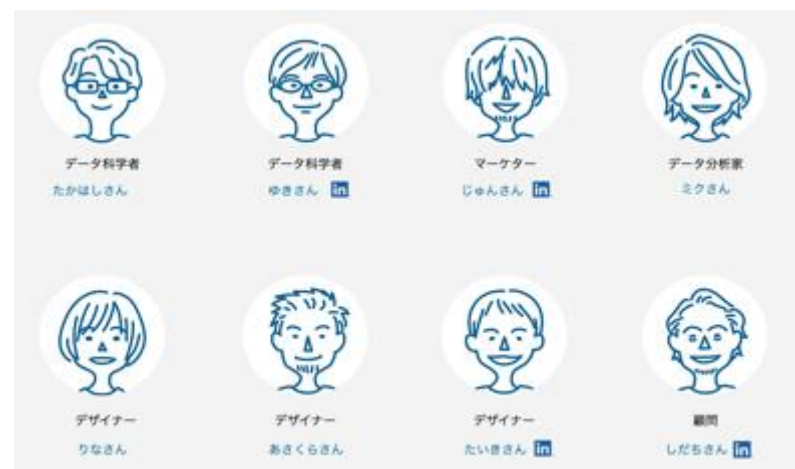 データ科学者
たかはしさん
データ科学者
ゆきさん in
マーケター
じゅんさん in
データ分析家
ミクさん
デザイナー
りなさん
デザイナー
あさくらさん
デザイナー
たいきさん in
顧問
しだちさん in